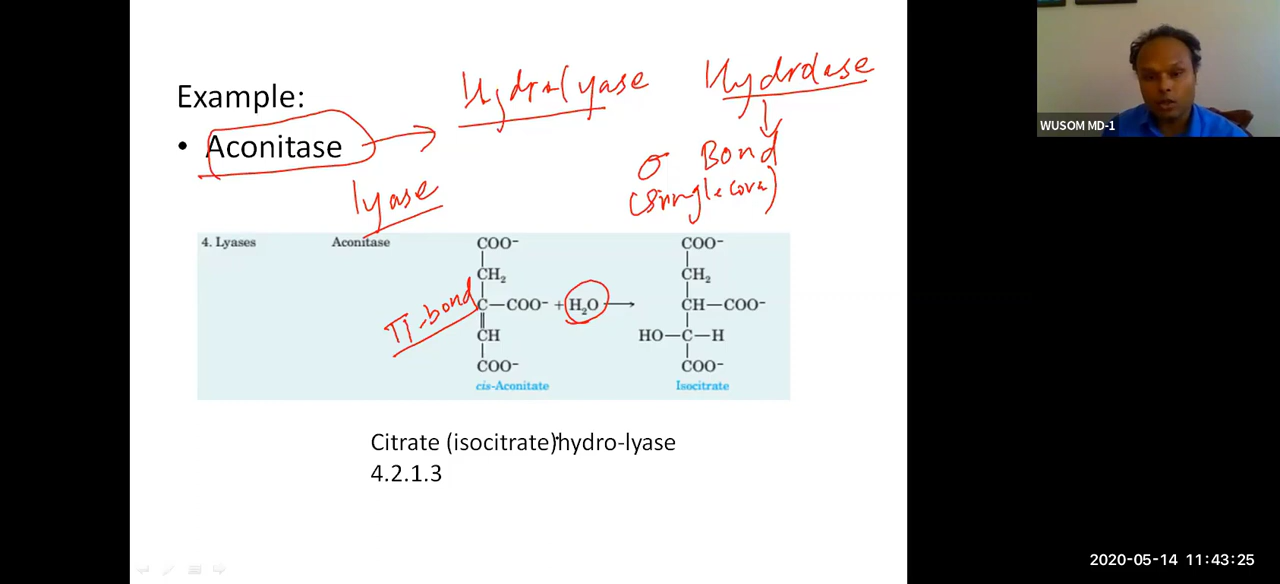 Hydrolyase
Hydrolase
Example:
• Aconitase
σ Bond
(Single cova)
lyase
4. Lyases Aconitase
COO⁻ COO⁻
CH₂ CH₂
π-bond
C—COO⁻ + H₂O → CH—COO⁻
CH HO—C—H
COO⁻ COO⁻
cis-Aconitate Isocitrate
Citrate (isocitrate)hydro-lyase
4.2.1.3
WUSOM MD-1
2020-05-14 11:43:25